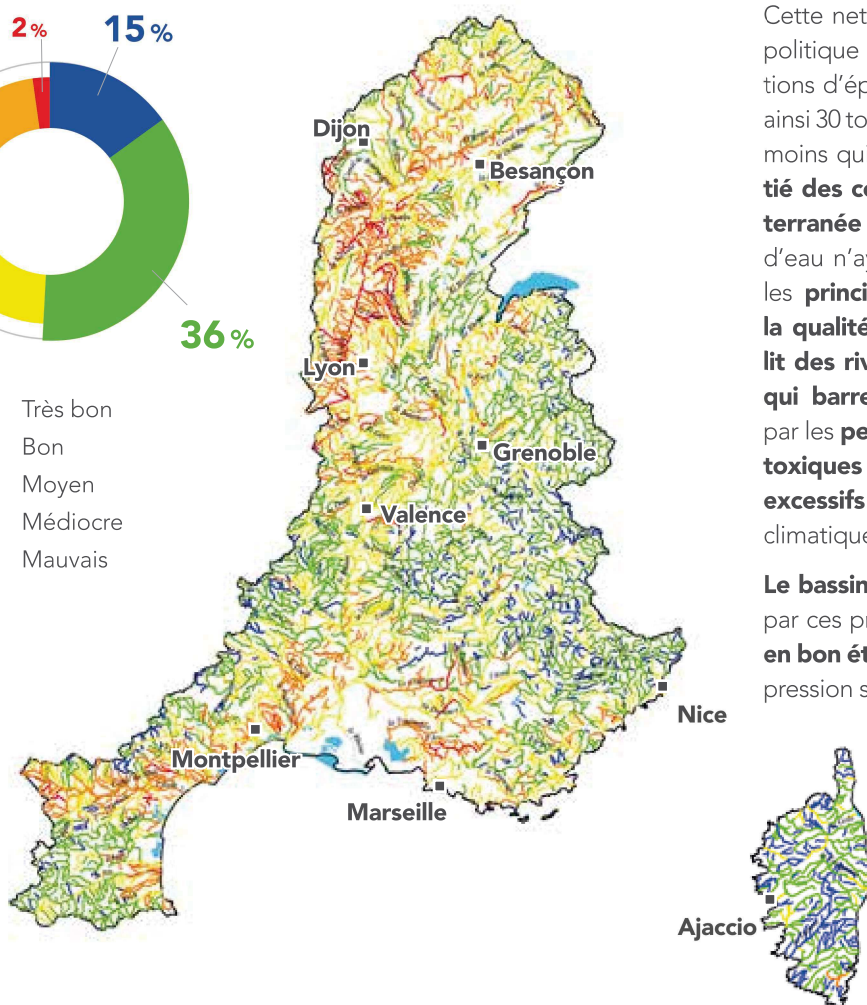 2 %
15 %
36 %
Très bon
Bon
Moyen
Médiocre
Mauvais
Dijon
Besançon
Lyon
Grenoble
Valence
Nice
Montpellier
Marseille
Ajaccio
Cette net
politique
tions d’ép
ainsi 30 to
moins qu’
tié des co
terranée
d’eau n’ay
les princi
la qualité
lit des riv
qui barre
par les pe
toxiques
excessifs
climatique
Le bassin
par ces pr
en bon ét
pression s